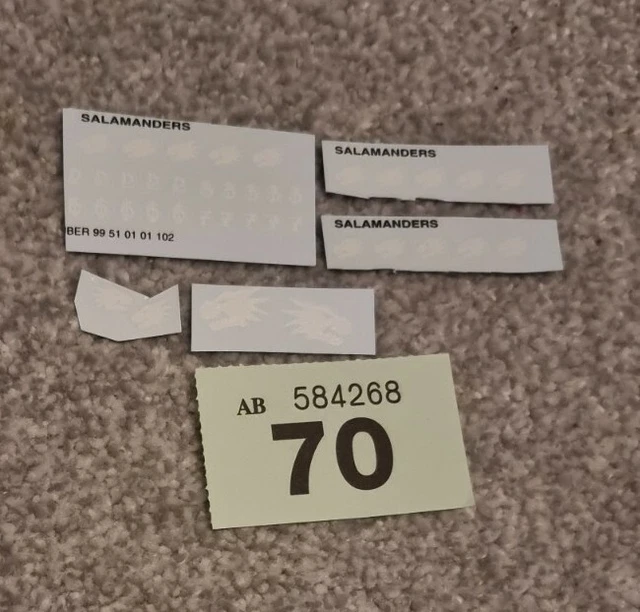 SALAMANDERS
BER 99 51 01 01 102
SALAMANDERS
SALAMANDERS
AB 584268
70